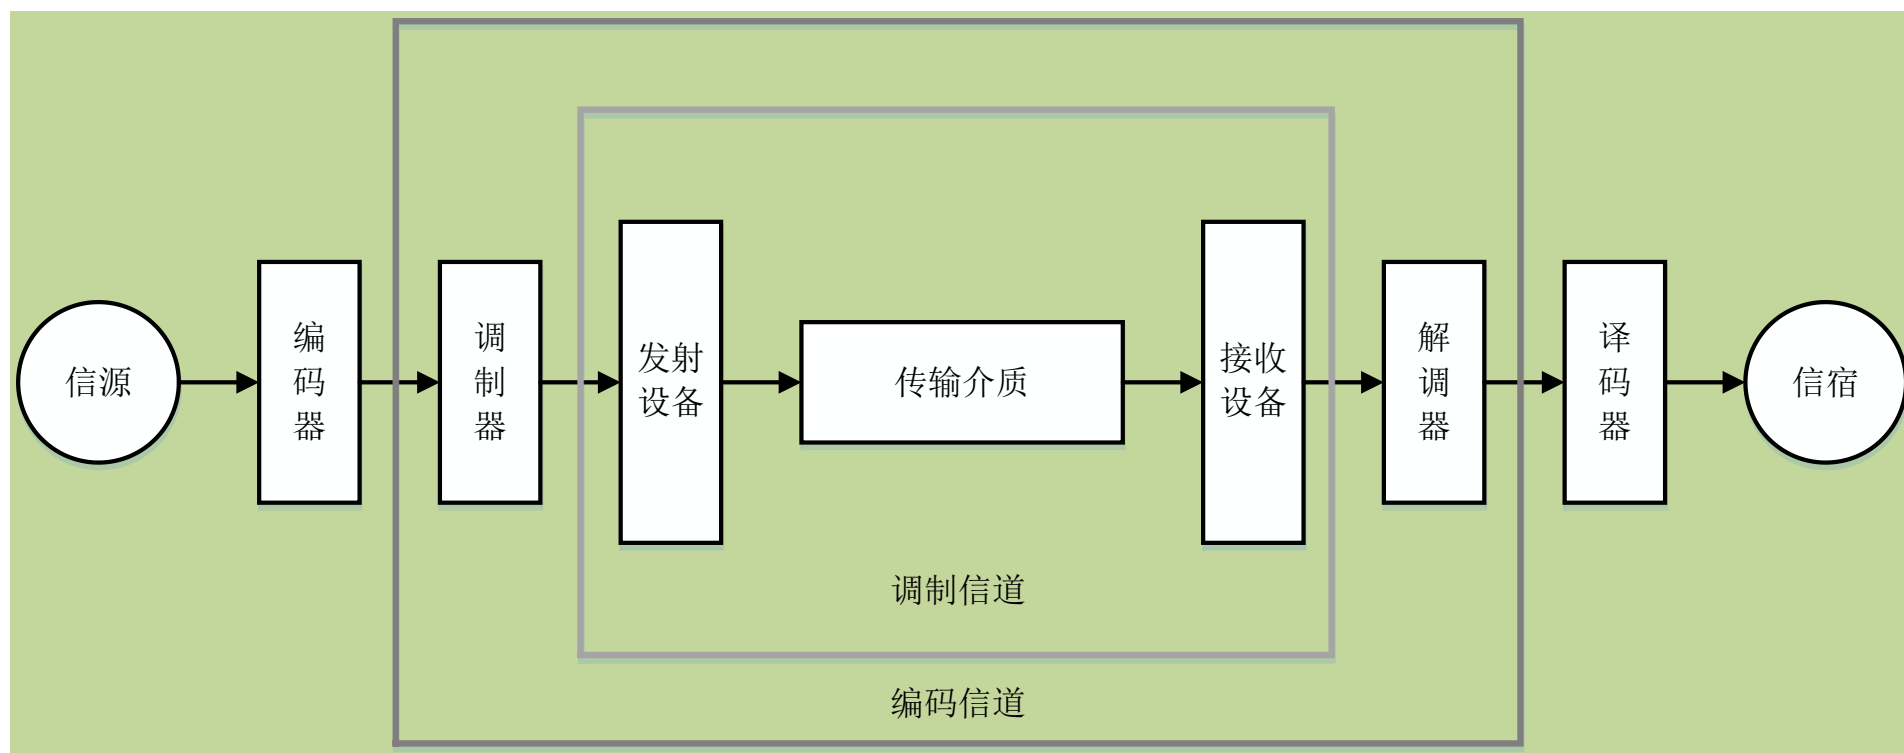 信源
编
码
器
调
制
器
发射
设备
传输介质
接收
设备
解
调
器
译
码
器
信宿
调制信道
编码信道